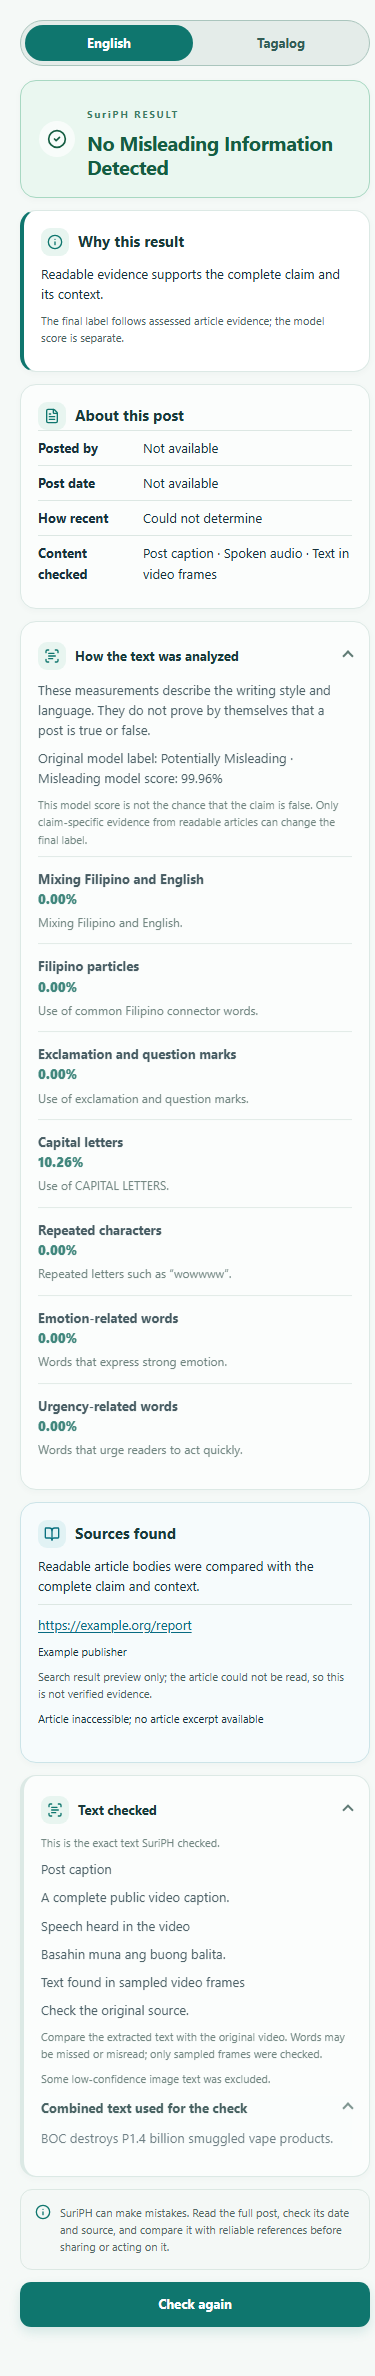 English
Tagalog
SuriPH RESULT
No Misleading Information
Detected
Why this result
Readable evidence supports the complete claim and
its context.
The final label follows assessed article evidence; the model
score is separate.
About this post
Posted by Not available
Post date Not available
How recent Could not determine
Content Post caption · Spoken audio · Text in
checked video frames
How the text was analyzed
These measurements describe the writing style and
language. They do not prove by themselves that a
post is true or false.
Original model label: Potentially Misleading ·
Misleading model score: 99.96%
This model score is not the chance that the claim is false. Only
claim-specific evidence from readable articles can change the
final label.
Mixing Filipino and English
0.00%
Mixing Filipino and English.
Filipino particles
0.00%
Use of common Filipino connector words.
Exclamation and question marks
0.00%
Use of exclamation and question marks.
Capital letters
10.26%
Use of CAPITAL LETTERS.
Repeated characters
0.00%
Repeated letters such as "wowwww".
Emotion-related words
0.00%
Words that express strong emotion.
Urgency-related words
0.00%
Words that urge readers to act quickly.
Sources found
Readable article bodies were compared with the
complete claim and context.
https://example.org/report
Example publisher
Search result preview only; the article could not be read, so this
is not verified evidence.
Article inaccessible; no article excerpt available
Text checked
This is the exact text SuriPH checked.
Post caption
A complete public video caption.
Speech heard in the video
Basahin muna ang buong balita.
Text found in sampled video frames
Check the original source.
Compare the extracted text with the original video. Words may
be missed or misread; only sampled frames were checked.
Some low-confidence image text was excluded.
Combined text used for the check
BOC destroys P1.4 billion smuggled vape products.
SuriPH can make mistakes. Read the full post, check its date
and source, and compare it with reliable references before
sharing or acting on it.
Check again